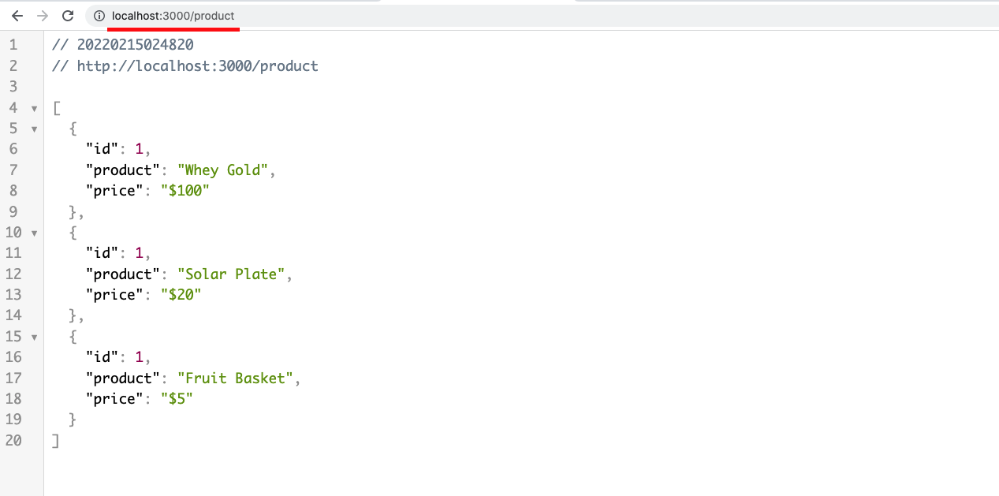 localhost:3000/product
1 // 20220215024820
2 // http://localhost:3000/product
3
4 [
5 {
6 "id": 1,
7 "product": "Whey Gold",
8 "price": "$100"
9 },
10 {
11 "id": 1,
12 "product": "Solar Plate",
13 "price": "$20"
14 },
15 {
16 "id": 1,
17 "product": "Fruit Basket",
18 "price": "$5"
19 }
20 ]